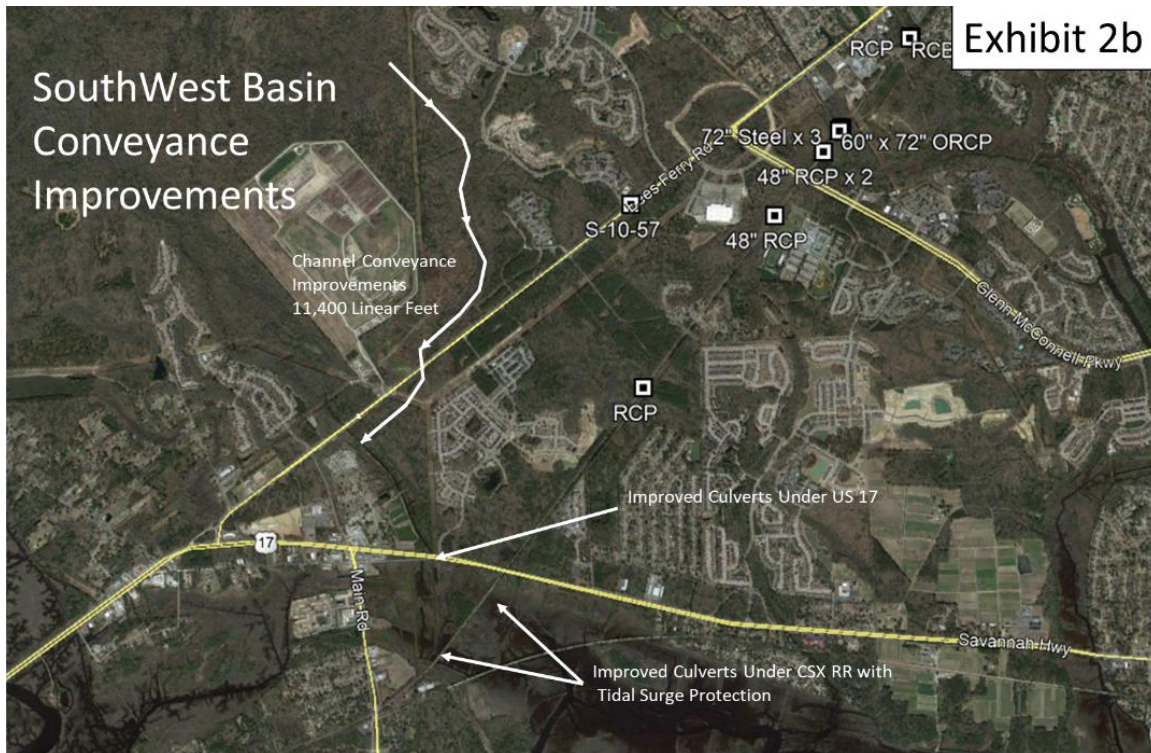 Exhibit 2b
SouthWest Basin
Conveyance
Improvements
RCP
72" Steel x 3
60" x 72" ORCP
48" RCP x 2
S-10-57
48" RCP
Channel Conveyance
Improvements
11,400 Linear Feet
Glenn McConnell Pkwy
RCP
Improved Culverts Under US 17
17
Main Rd
Savannah Hwy
Improved Culverts Under CSX RR with
Tidal Surge Protection